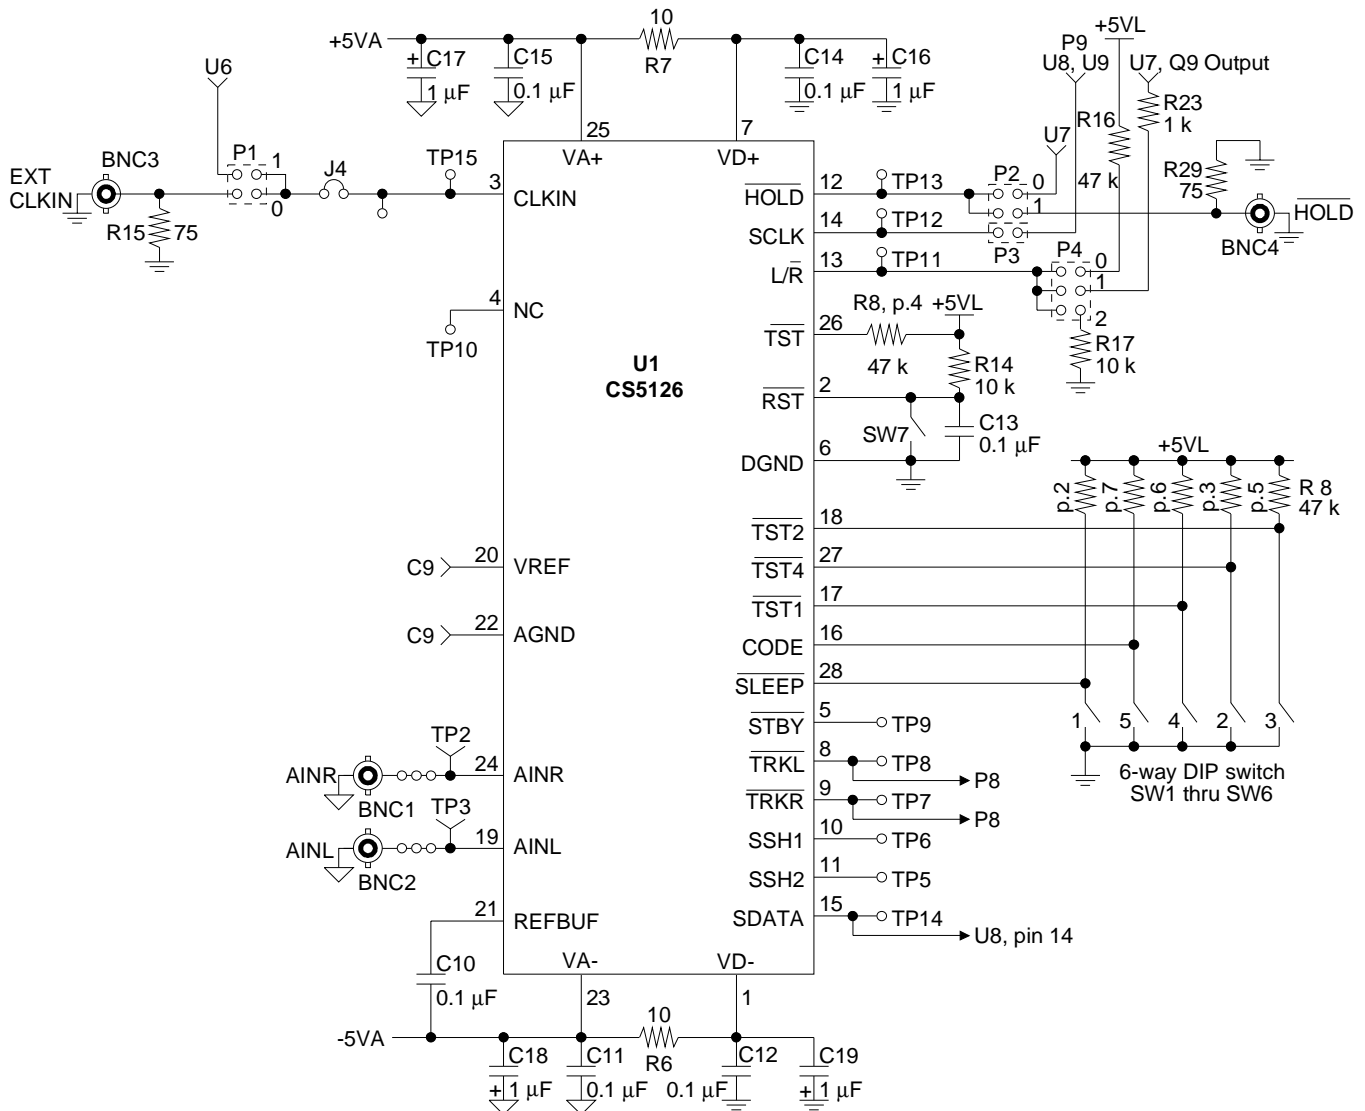 +5VA
10
R7
+ C17
1 µF
C15
0.1 µF
C14
0.1 µF
+ C16
1 µF
25
VA+
7
VD+
U6
P1
1
0
BNC3
EXT
CLKIN
R15
75
J4
TP15
3
CLKIN
4
NC
TP10
U1
CS5126
+5VL
P9
U8, U9
U7, Q9 Output
R23
1 k
R16
47 k
U7
R29
75
BNC4
HOLD
12
HOLD
TP13
P2
0
1
14
SCLK
TP12
P3
13
L/R
TP11
P4
0
1
2
R17
10 k
R8, p.4
+5VL
26
TST
47 k
R14
10 k
2
RST
SW7
C13
0.1 µF
6
DGND
+5VL
p.2
p.7
p.6
p.3
p.5
R 8
47 k
18
TST2
27
TST4
17
TST1
16
CODE
28
SLEEP
1
5
4
2
3
6-way DIP switch
SW1 thru SW6
5
STBY
TP9
8
TRKL
TP8
P8
9
TRKR
TP7
P8
10
SSH1
TP6
11
SSH2
TP5
15
SDATA
TP14
U8, pin 14
C9
20
VREF
C9
22
AGND
TP2
AINR
BNC1
24
AINR
TP3
AINL
BNC2
19
AINL
21
REFBUF
C10
0.1 µF
VA-
23
VD-
1
-5VA
10
R6
C18
+ 1 µF
C11
0.1 µF
C12
0.1 µF
C19
+ 1 µF